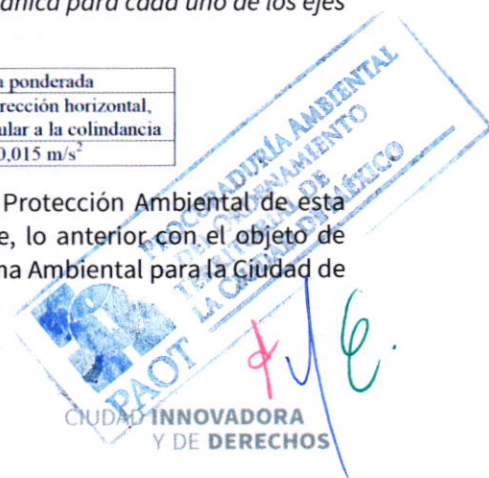 ánica para cada uno de los ejes
a ponderada
rección horizontal,
ular a la colindancia
0,015 m/s²
Protección Ambiental de esta
e, lo anterior con el objeto de
na Ambiental para la Ciudad de
PROCURADURÍA AMBIENTAL
DEL ORDENAMIENTO
TERRITORIAL DE
LA CIUDAD DE MÉXICO
PAOT
CIUDAD INNOVADORA
Y DE DERECHOS